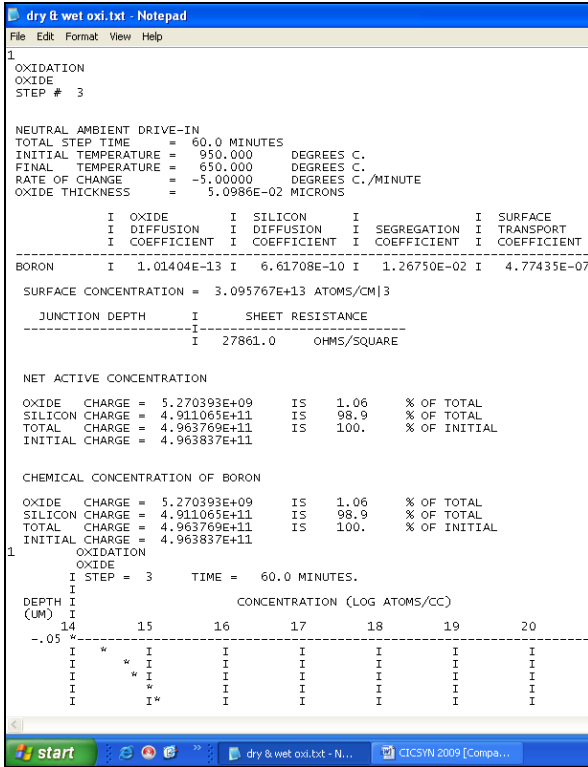 dry & wet oxi.txt - Notepad
File Edit Format View Help
1
OXIDATION
OXIDE
STEP # 3
NEUTRAL AMBIENT DRIVE-IN
TOTAL STEP TIME = 60.0 MINUTES
INITIAL TEMPERATURE = 950.000 DEGREES C.
FINAL TEMPERATURE = 650.000 DEGREES C.
RATE OF CHANGE = -5.00000 DEGREES C./MINUTE
OXIDE THICKNESS = 5.0986E-02 MICRONS
I OXIDE I SILICON I I SURFACE
I DIFFUSION I DIFFUSION I SEGREGATION I TRANSPORT
I COEFFICIENT I COEFFICIENT I COEFFICIENT I COEFFICIENT
--------------------------------------------------------------------------
BORON I 1.01404E-13 I 6.61708E-10 I 1.26750E-02 I 4.77435E-07
SURFACE CONCENTRATION = 3.095767E+13 ATOMS/CM|3
JUNCTION DEPTH I SHEET RESISTANCE
----------------------I---------------------------
I 27861.0 OHMS/SQUARE
NET ACTIVE CONCENTRATION
OXIDE CHARGE = 5.270393E+09 IS 1.06 % OF TOTAL
SILICON CHARGE = 4.911065E+11 IS 98.9 % OF TOTAL
TOTAL CHARGE = 4.963769E+11 IS 100. % OF INITIAL
INITIAL CHARGE = 4.963837E+11
CHEMICAL CONCENTRATION OF BORON
OXIDE CHARGE = 5.270393E+09 IS 1.06 % OF TOTAL
SILICON CHARGE = 4.911065E+11 IS 98.9 % OF TOTAL
TOTAL CHARGE = 4.963769E+11 IS 100. % OF INITIAL
INITIAL CHARGE = 4.963837E+11
1 OXIDATION
OXIDE
I STEP = 3 TIME = 60.0 MINUTES.
I
DEPTH I CONCENTRATION (LOG ATOMS/CC)
(UM) I
14 15 16 17 18 19 20
-.05 *------------------------------------------------------------------
I * I I I I I I
I * I I I I I I
I * I I I I I I
I * I I I I I
I I* I I I I I
start
dry & wet oxi.txt - N...
CICSYN 2009 [Compa...